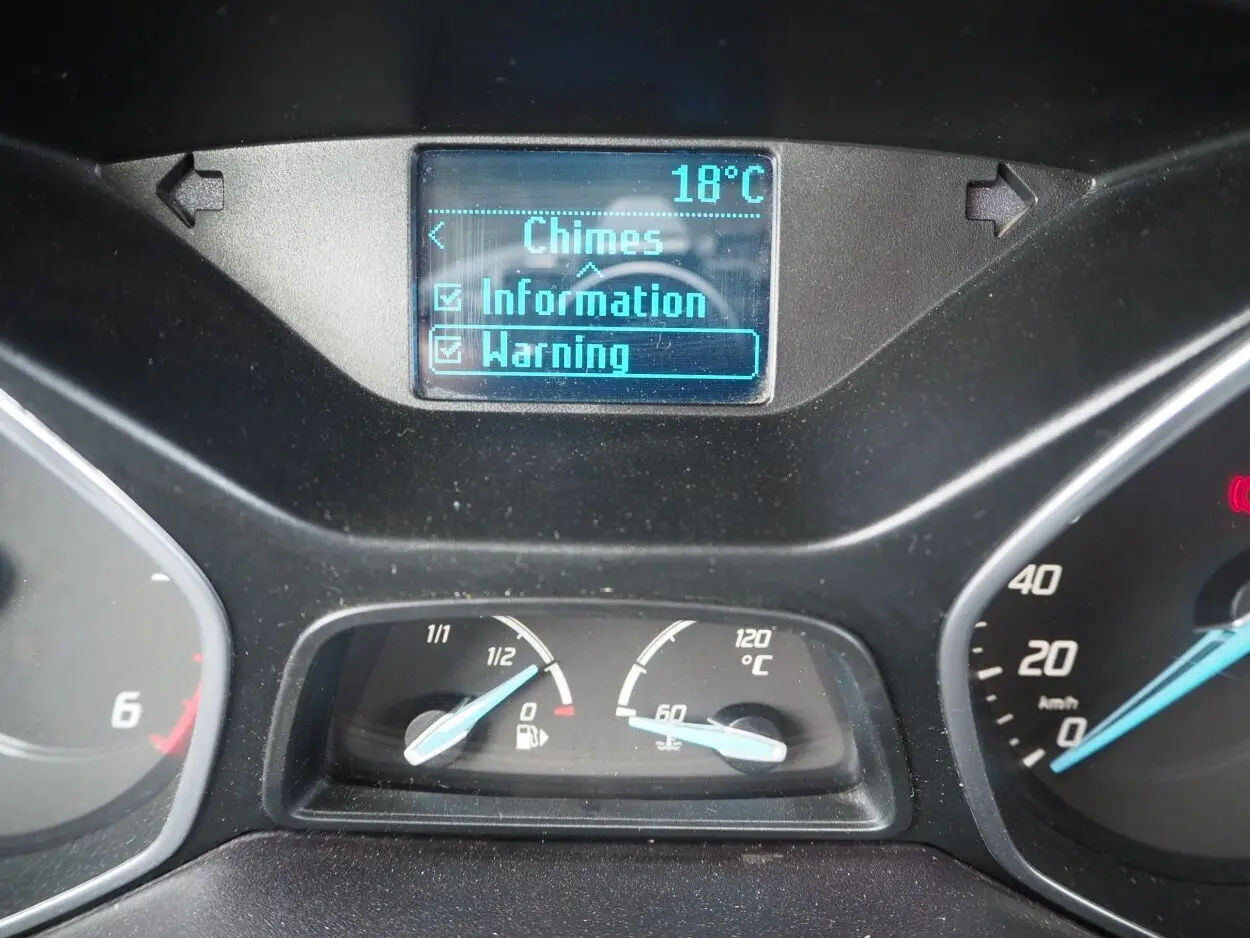 18°C
Chimes
Information
Warning
40
20
km/h
0
1/1
1/2
0
120
°C
60
6